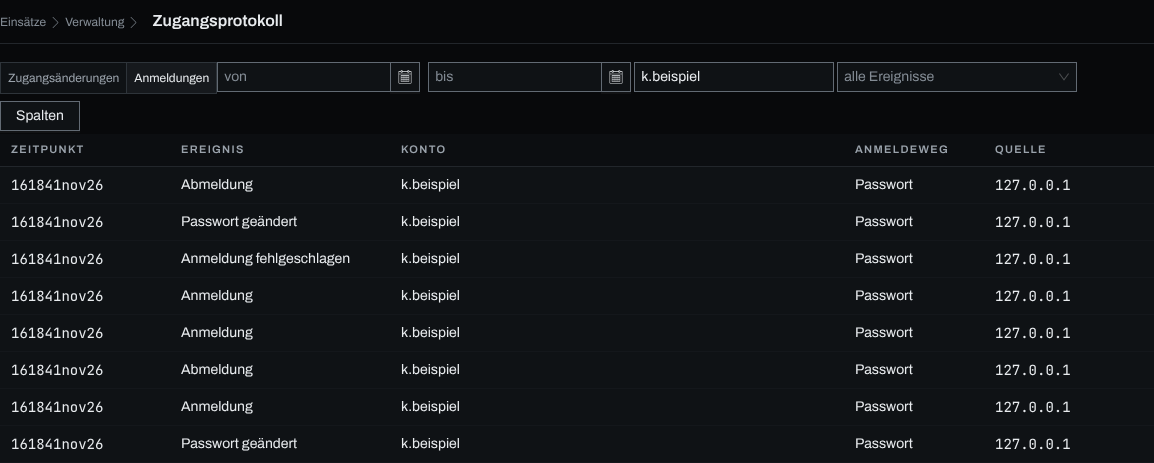 Einsätze > Verwaltung > Zugangsprotokoll
Zugangsänderungen Anmeldungen von bis k.beispiel alle Ereignisse
Spalten
ZEITPUNKT EREIGNIS KONTO ANMELDEWEG QUELLE
161841nov26 Abmeldung k.beispiel Passwort 127.0.0.1
161841nov26 Passwort geändert k.beispiel Passwort 127.0.0.1
161841nov26 Anmeldung fehlgeschlagen k.beispiel Passwort 127.0.0.1
161841nov26 Anmeldung k.beispiel Passwort 127.0.0.1
161841nov26 Anmeldung k.beispiel Passwort 127.0.0.1
161841nov26 Abmeldung k.beispiel Passwort 127.0.0.1
161841nov26 Anmeldung k.beispiel Passwort 127.0.0.1
161841nov26 Passwort geändert k.beispiel Passwort 127.0.0.1